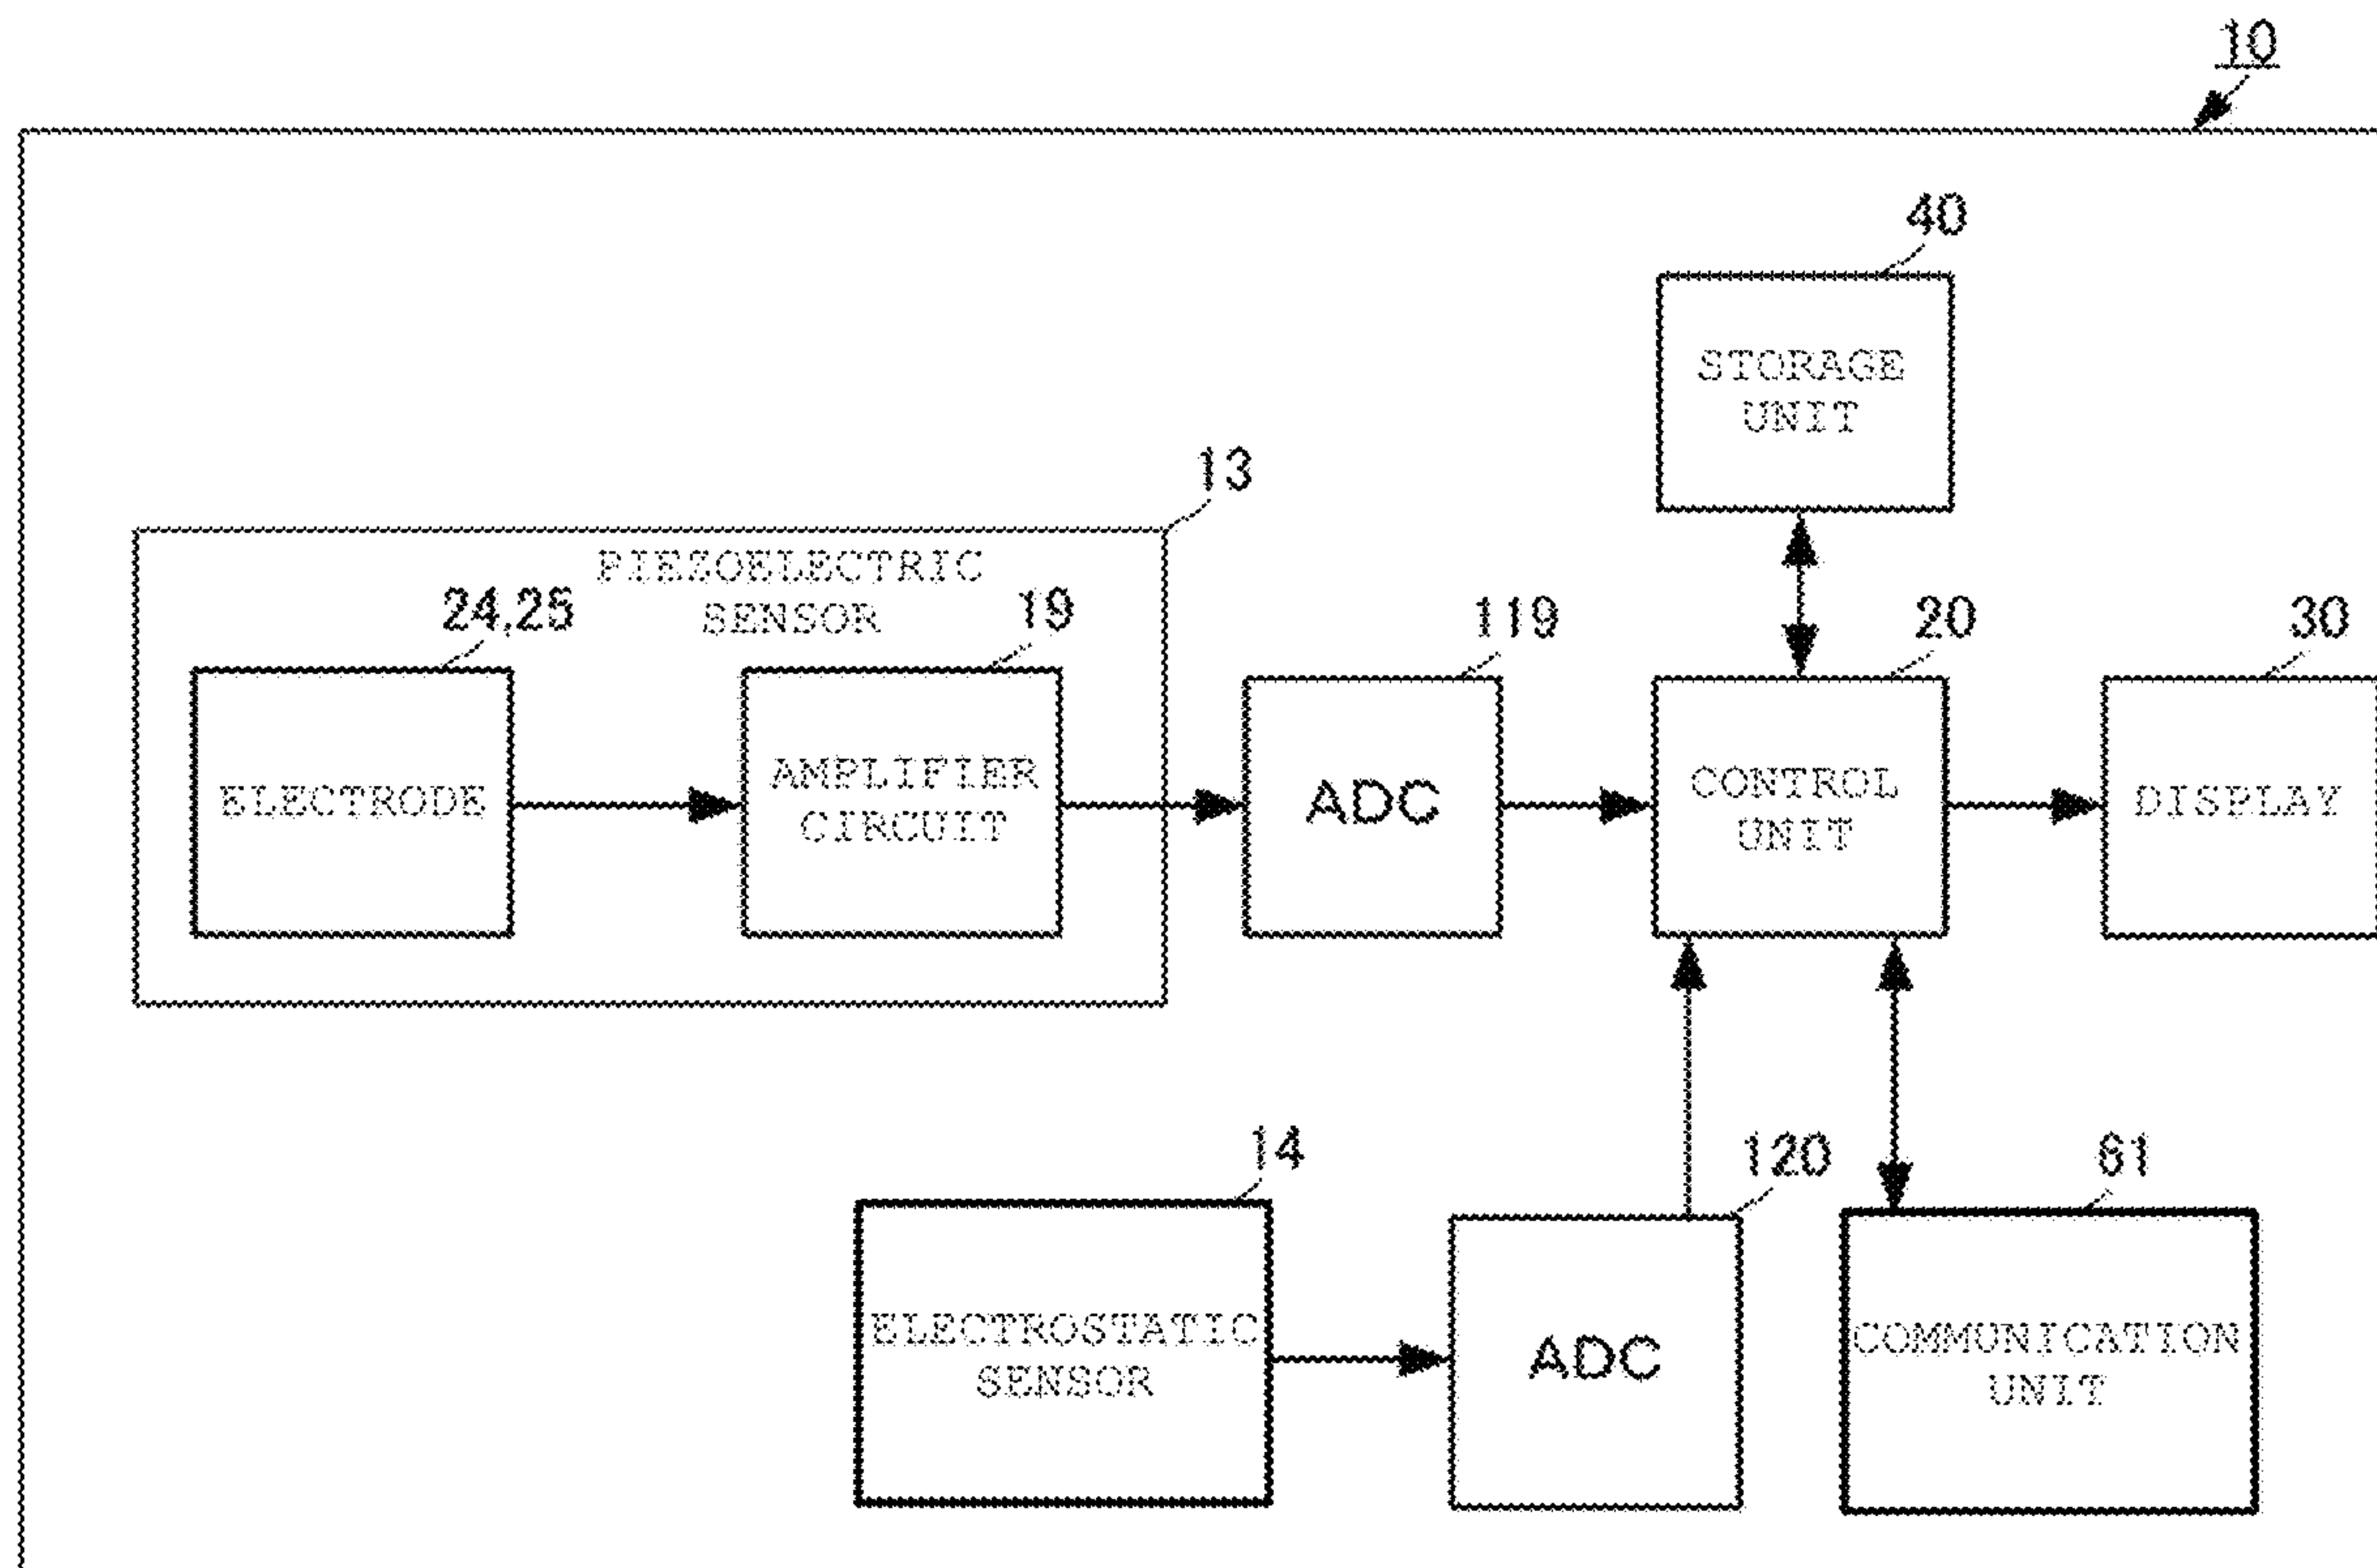 10
40
STORAGE
UNIT
13
PIEZOELECTRIC
SENSOR
24,25
19
119
20
30
ELECTRODE
AMPLIFIER
CIRCUIT
ADC
CONTROL
UNIT
DISPLAY
14
120
61
ELECTROSTATIC
SENSOR
ADC
COMMUNICATION
UNIT